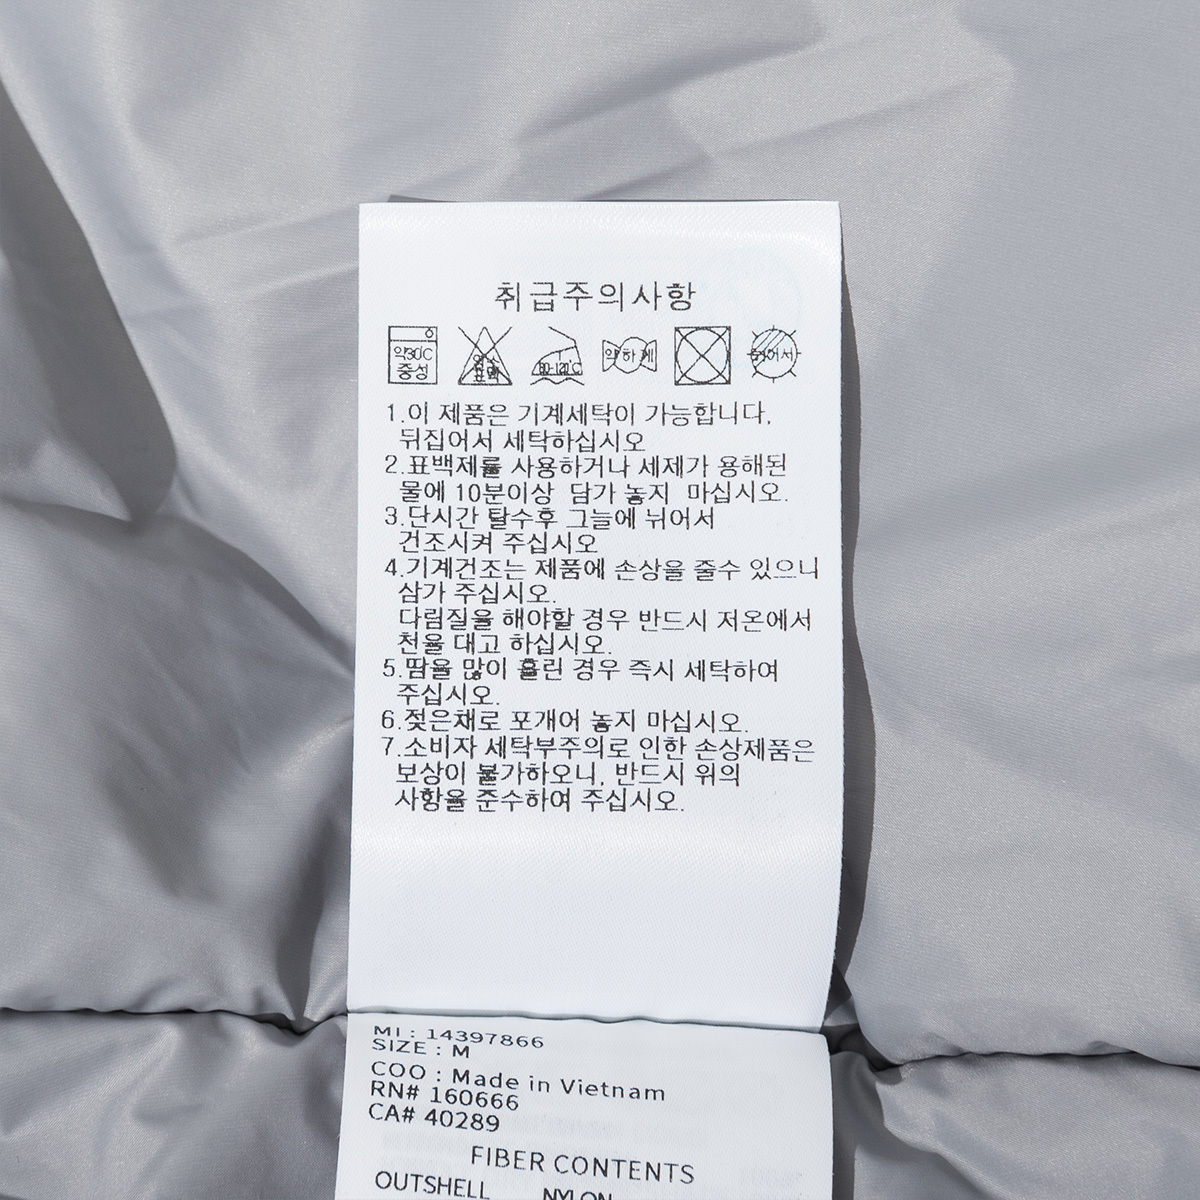 취급주의사항
약30℃
중성
염소
표백
80-120℃
약하게
뉘어서
1.이 제품은 기계세탁이 가능합니다,
뒤집어서 세탁하십시오
2.표백제를 사용하거나 세제가 용해된
물에 10분이상 담가 놓지 마십시오.
3.단시간 탈수후 그늘에 뉘어서
건조시켜 주십시오
4.기계건조는 제품에 손상을 줄수 있으니
삼가 주십시오.
다림질을 해야할 경우 반드시 저온에서
천을 대고 하십시오.
5.땀을 많이 흘린 경우 즉시 세탁하여
주십시오.
6.젖은채로 포개어 놓지 마십시오.
7.소비자 세탁부주의로 인한 손상제품은
보상이 불가하오니, 반드시 위의
사항을 준수하여 주십시오.
MI : 14397866
SIZE : M
COO : Made in Vietnam
RN# 160666
CA# 40289
FIBER CONTENTS
OUTSHELL NYLON